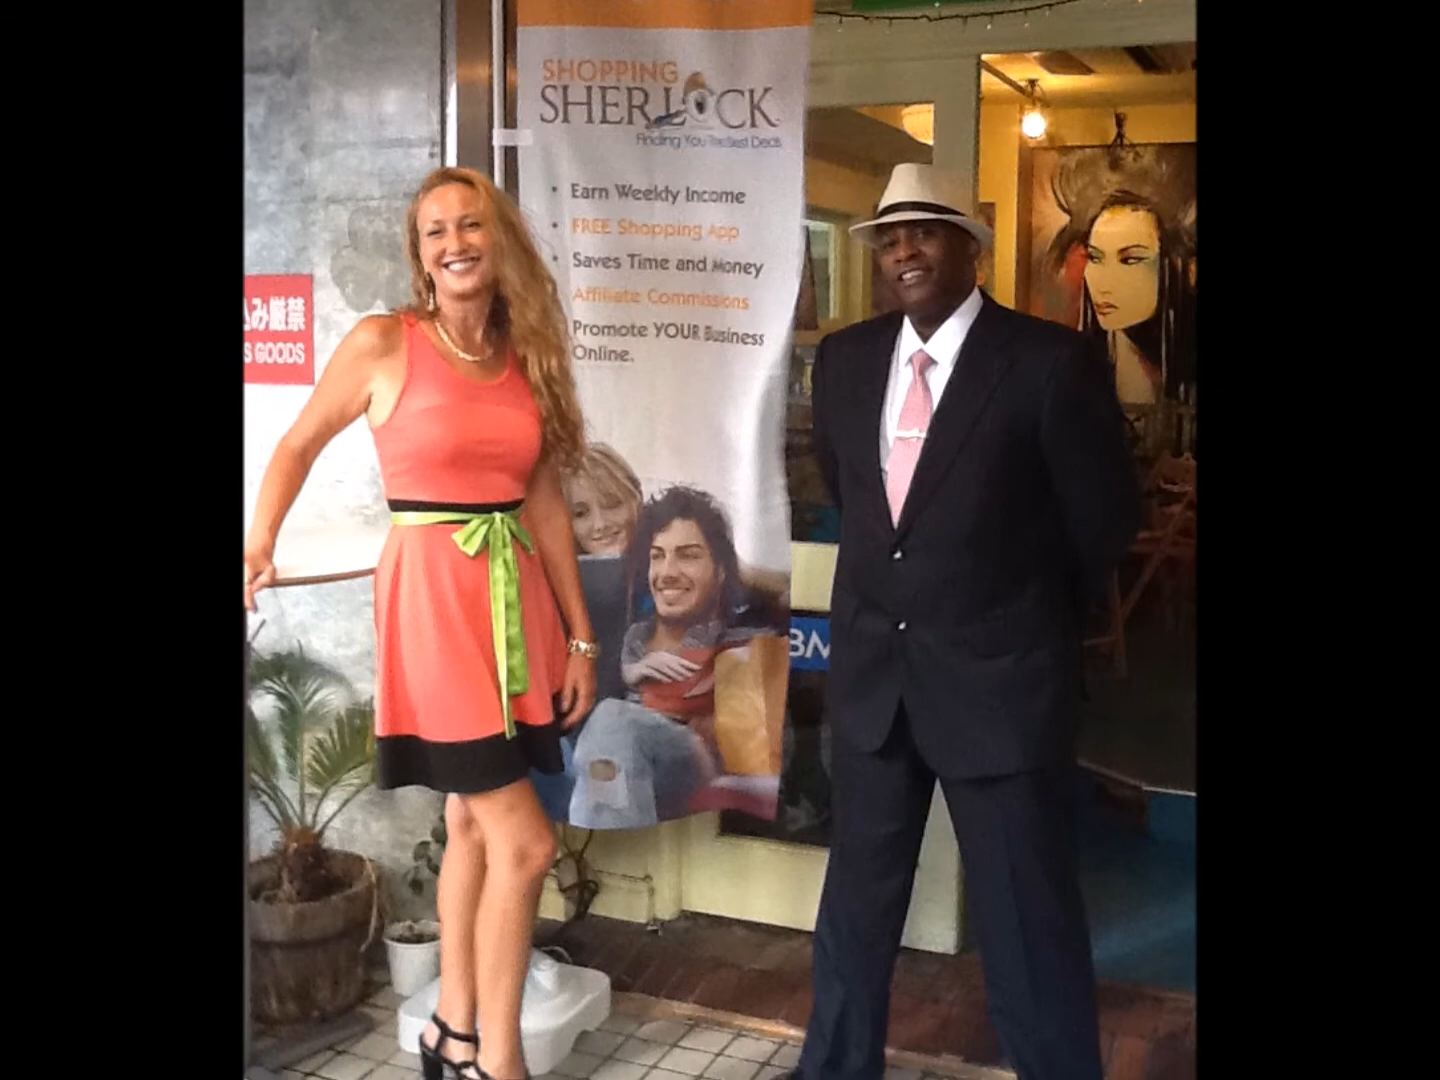 SHOPPING
SHERLOCK
Finding You The Best Deals
• Earn Weekly Income
• FREE Shopping App
• Saves Time and Money
Affiliate Commissions
Promote YOUR Business
Online.
込み厳禁
S GOODS
BM